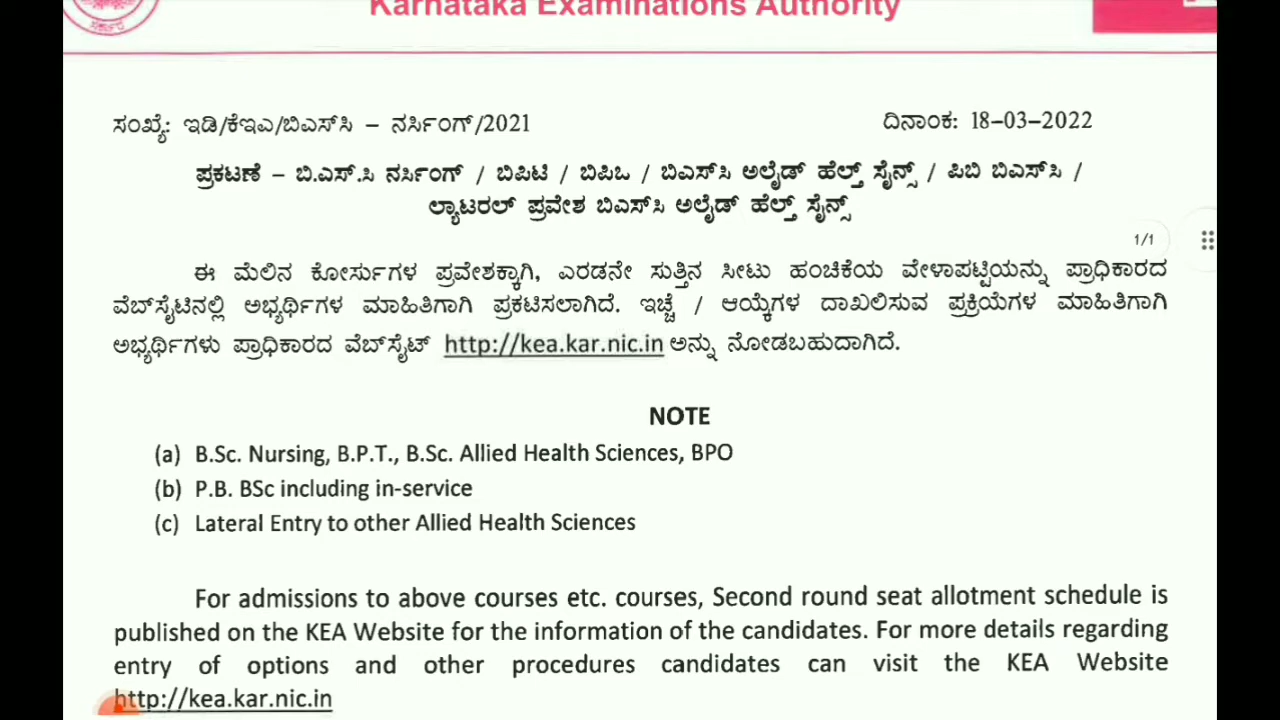 Karnataka Examinations Authority
ಸಂಖ್ಯೆ: ಇಡಿ/ಕೆಇಎ/ಬಿಎಸ್‌ಸಿ – ನರ್ಸಿಂಗ್/2021 ದಿನಾಂಕ: 18-03-2022
ಪ್ರಕಟಣೆ – ಬಿ.ಎಸ್.ಸಿ ನರ್ಸಿಂಗ್ / ಬಿಪಿಟಿ / ಬಿಪಿಒ / ಬಿಎಸ್‌ಸಿ ಅಲೈಡ್ ಹೆಲ್ತ್ ಸೈನ್ಸ್ / ಪಿಬಿ ಬಿಎಸ್‌ಸಿ /
ಲ್ಯಾಟರಲ್ ಪ್ರವೇಶ ಬಿಎಸ್‌ಸಿ ಅಲೈಡ್ ಹೆಲ್ತ್ ಸೈನ್ಸ್
1/1
ಈ ಮೆಲಿನ ಕೋರ್ಸುಗಳ ಪ್ರವೇಶಕ್ಕಾಗಿ, ಎರಡನೇ ಸುತ್ತಿನ ಸೀಟು ಹಂಚಿಕೆಯ ವೇಳಾಪಟ್ಟಿಯನ್ನು ಪ್ರಾಧಿಕಾರದ
ವೆಬ್‌ಸೈಟಿನಲ್ಲಿ ಅಭ್ಯರ್ಥಿಗಳ ಮಾಹಿತಿಗಾಗಿ ಪ್ರಕಟಿಸಲಾಗಿದೆ. ಇಚ್ಛೆ / ಆಯ್ಕೆಗಳ ದಾಖಲಿಸುವ ಪ್ರಕ್ರಿಯೆಗಳ ಮಾಹಿತಿಗಾಗಿ
ಅಭ್ಯರ್ಥಿಗಳು ಪ್ರಾಧಿಕಾರದ ವೆಬ್‌ಸೈಟ್ http://kea.kar.nic.in ಅನ್ನು ನೋಡಬಹುದಾಗಿದೆ.
NOTE
(a) B.Sc. Nursing, B.P.T., B.Sc. Allied Health Sciences, BPO
(b) P.B. BSc including in-service
(c) Lateral Entry to other Allied Health Sciences
For admissions to above courses etc. courses, Second round seat allotment schedule is
published on the KEA Website for the information of the candidates. For more details regarding
entry of options and other procedures candidates can visit the KEA Website
http://kea.kar.nic.in